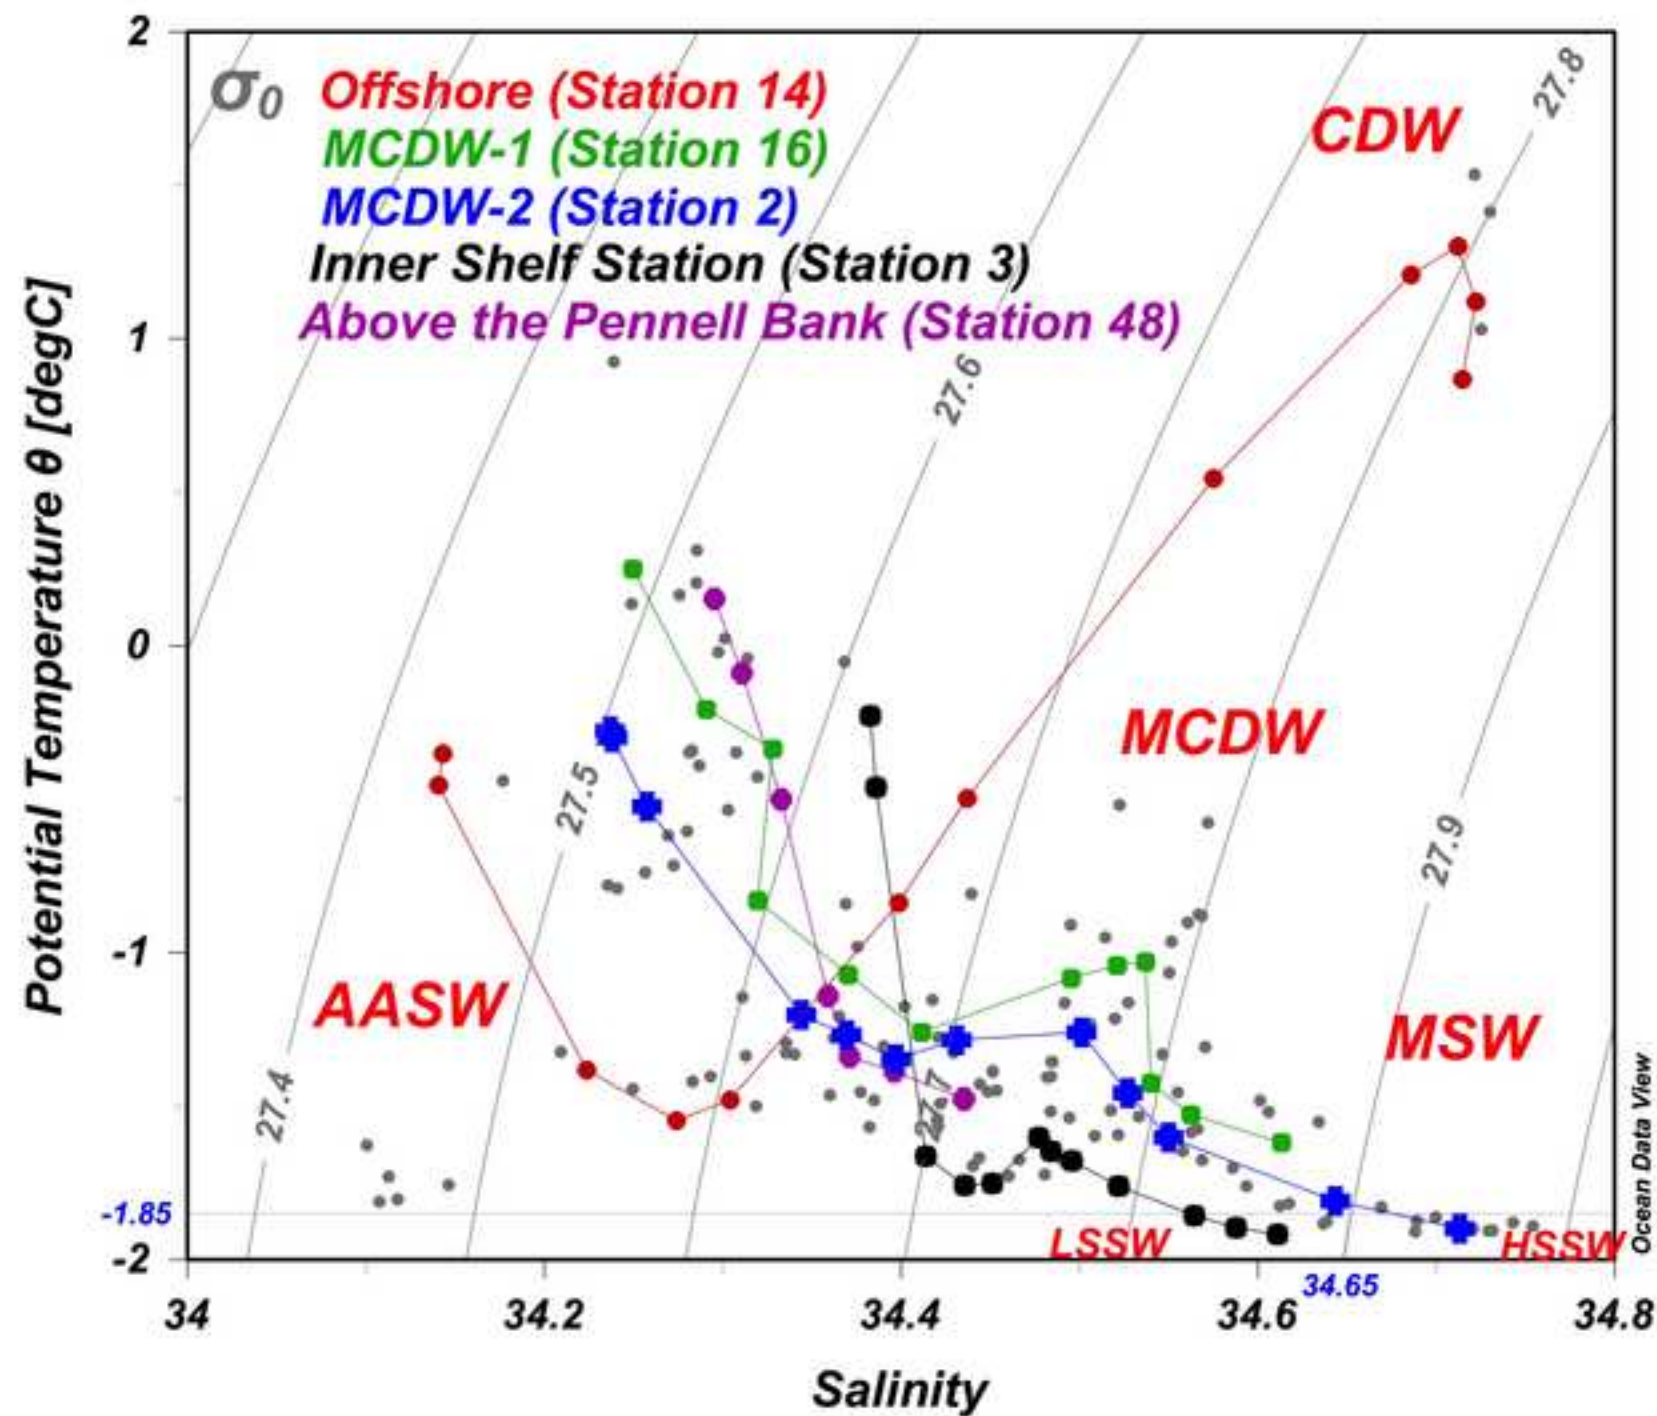 2
σ0 Offshore (Station 14)
MCDW-1 (Station 16)
MCDW-2 (Station 2)
Inner Shelf Station (Station 3)
Above the Pennell Bank (Station 48)
CDW
27.8
1
27.6
Potential Temperature θ [degC]
0
27.5
MCDW
27.9
-1
AASW
MSW
27.4
27.7
Ocean Data View
-1.85
LSSW
HSSW
-2
34.65
34
34.2
34.4
34.6
34.8
Salinity